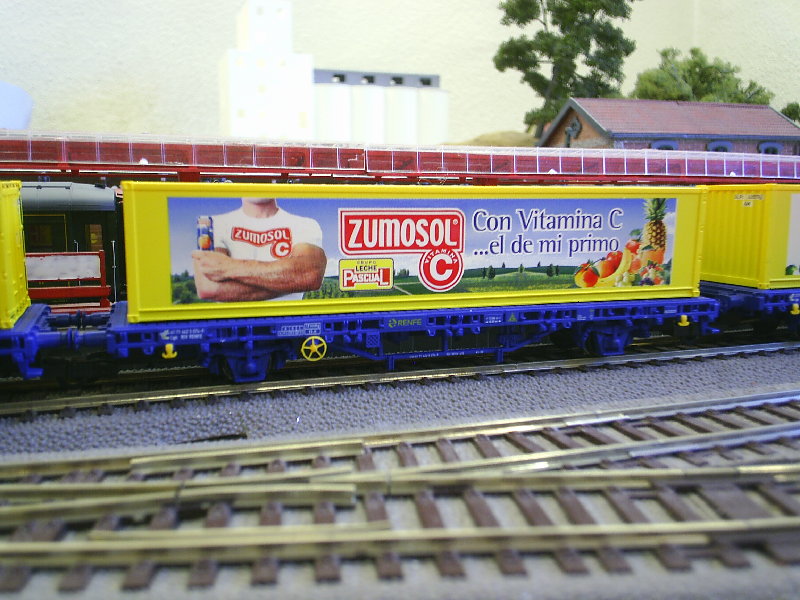 ZUMOSOL
C
ZUMOSOL
VITAMINA
C
GRUPO
LECHE
PASCUAL
Con Vitamina C
...el de mi primo
RENFE